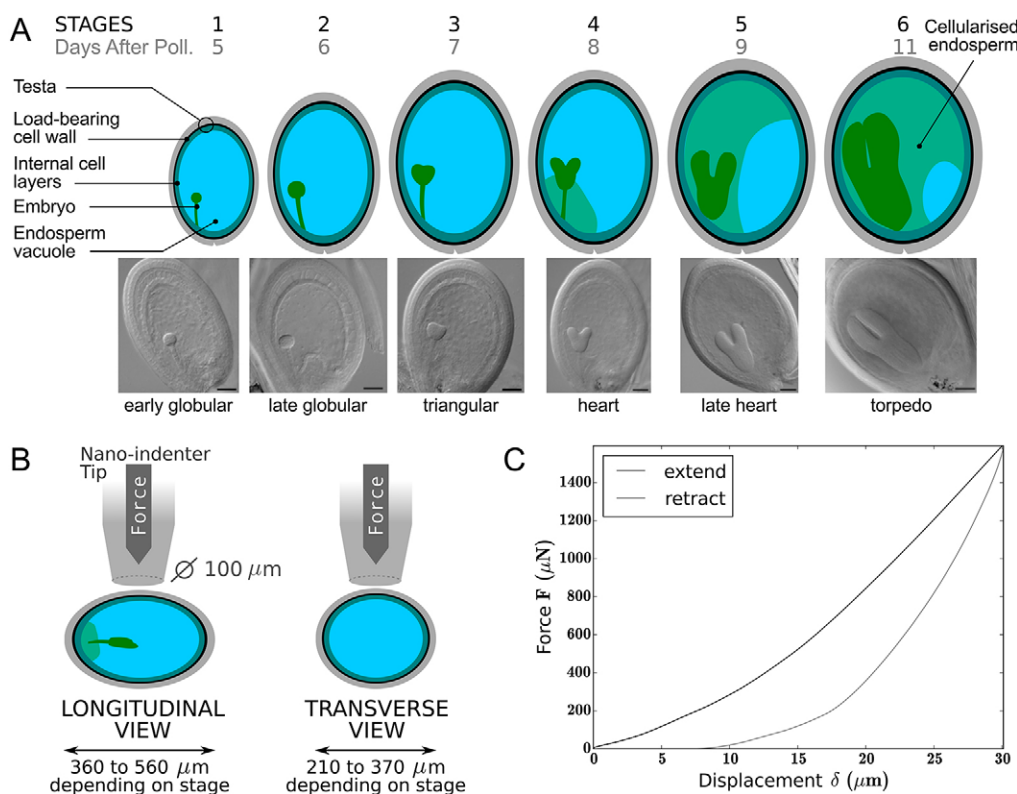 A
STAGES 1 2 3 4 5 6
Days After Poll. 5 6 7 8 9 11
Cellularised
endosperm
Testa
Load-bearing
cell wall
Internal cell
layers
Embryo
Endosperm
vacuole
early globular
late globular
triangular
heart
late heart
torpedo
B
Nano-indenter
Tip
Force
Force
⌀ 100 μm
LONGITUDINAL
VIEW
TRANSVERSE
VIEW
360 to 560 μm
depending on stage
210 to 370 μm
depending on stage
C
extend
retract
1400
1200
1000
800
600
400
200
0
0 5 10 15 20 25 30
Force F (μN)
Displacement δ (μm)